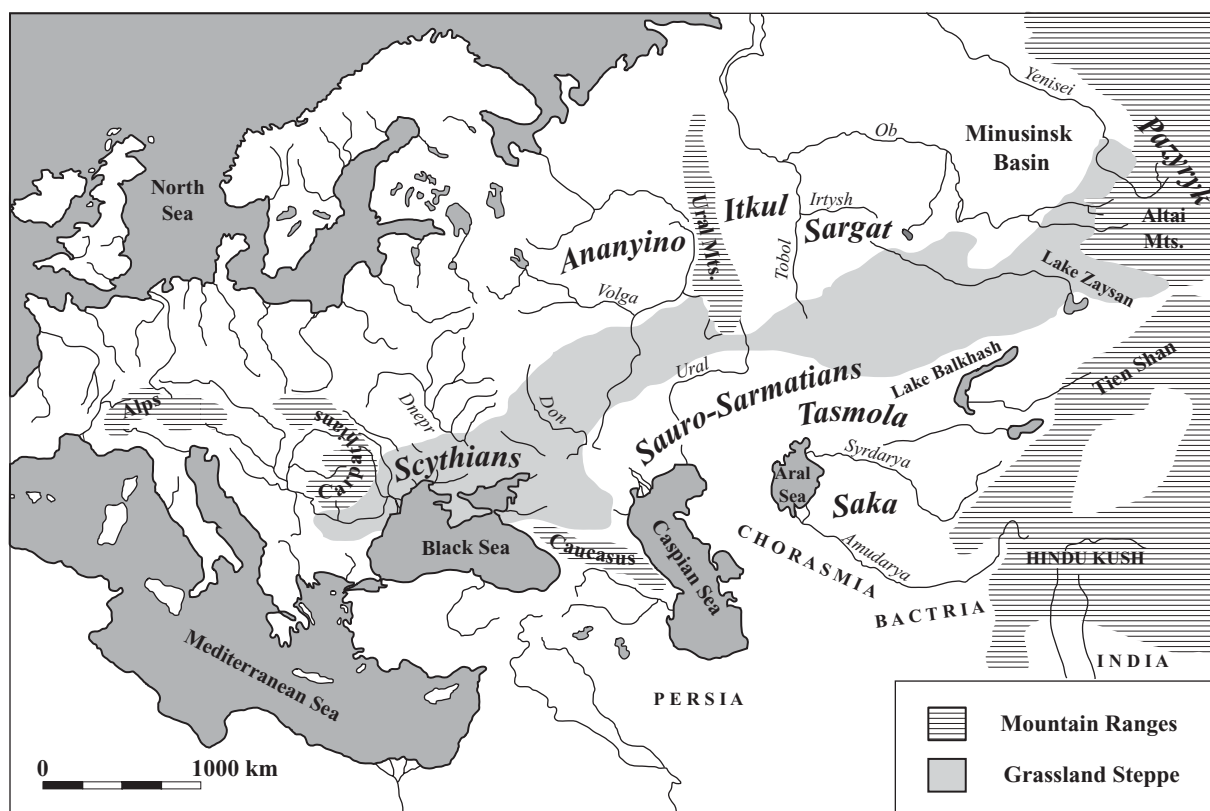 Yenisei
Ob
Minusinsk
Basin
Pazyryk
North
Sea
Ural Mts.
Itkul
Irtysh
Sargat
Altai
Mts.
Ananyino
Tobol
Volga
Lake Zaysan
Ural
Lake Balkhash
Tien Shan
Alps
Carpathians
Dnepr
Don
Sauro-Sarmatians
Tasmola
Scythians
Syrdarya
Aral
Sea
Saka
Black Sea
Caucasus
Caspian Sea
CHORASMIA
Amudarya
HINDU KUSH
BACTRIA
Mediterranean Sea
INDIA
PERSIA
Mountain Ranges
Grassland Steppe
0 1000 km